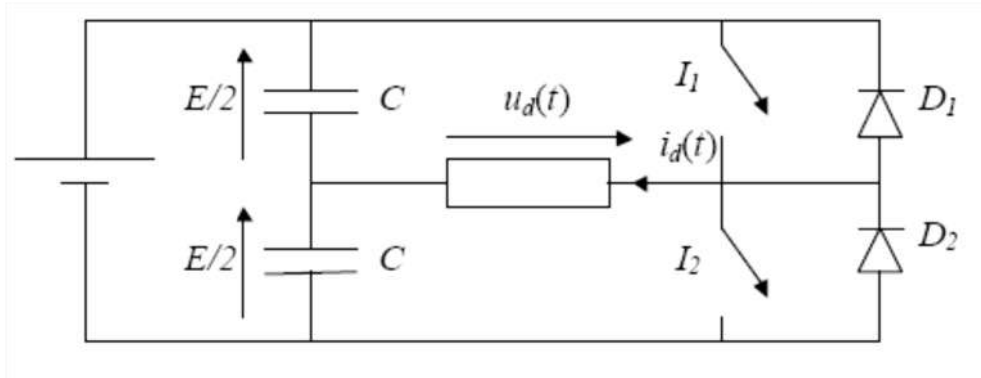 E/2
C
u_d(t)
I_1
D_1
i_d(t)
E/2
C
I_2
D_2